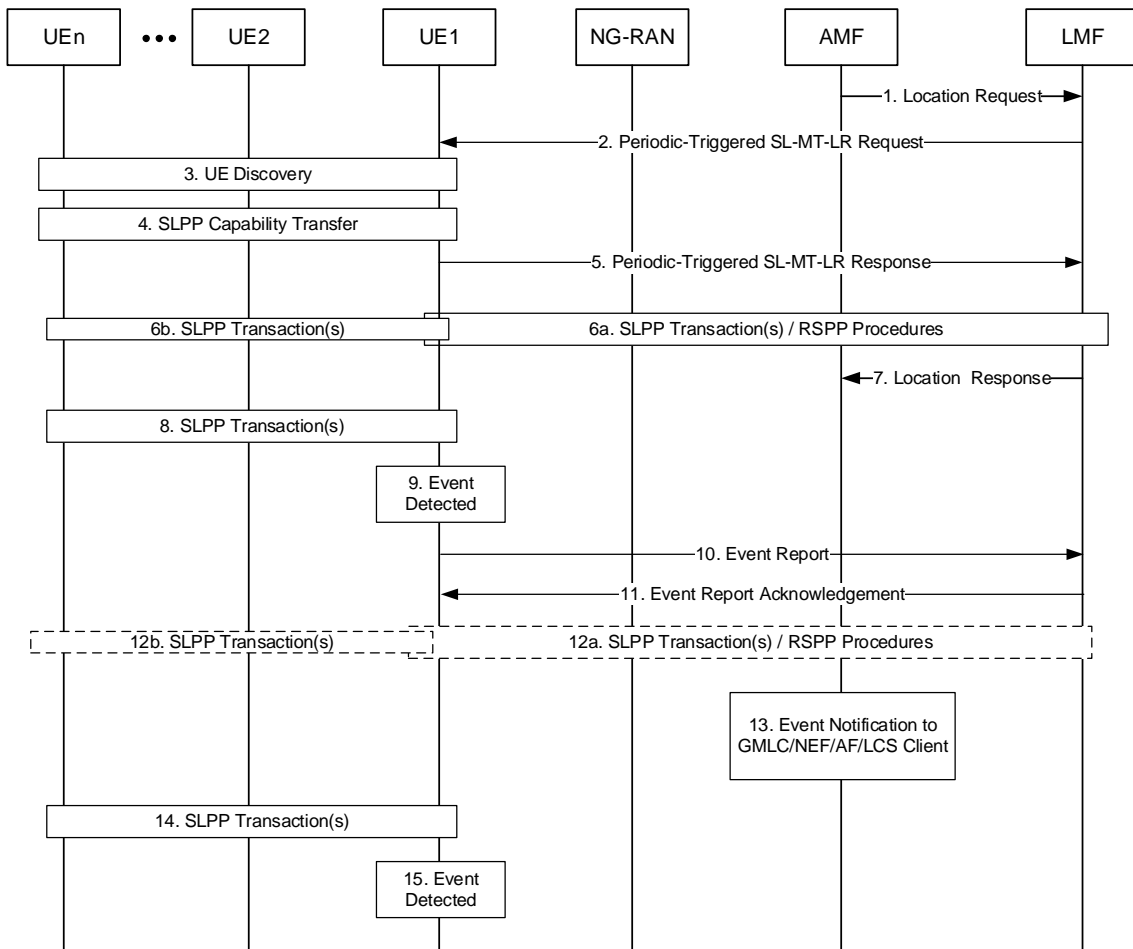 UEn
•••
UE2
UE1
NG-RAN
AMF
LMF
1. Location Request
2. Periodic-Triggered SL-MT-LR Request
3. UE Discovery
4. SLPP Capability Transfer
5. Periodic-Triggered SL-MT-LR Response
6b. SLPP Transaction(s)
6a. SLPP Transaction(s) / RSPP Procedures
7. Location Response
8. SLPP Transaction(s)
9. Event
Detected
10. Event Report
11. Event Report Acknowledgement
12b. SLPP Transaction(s)
12a. SLPP Transaction(s) / RSPP Procedures
13. Event Notification to
GMLC/NEF/AF/LCS Client
14. SLPP Transaction(s)
15. Event
Detected